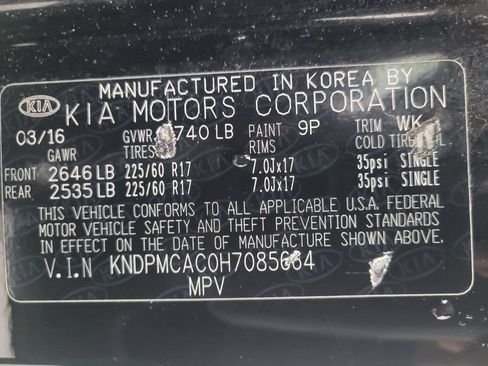 MANUFACTURED IN KOREA BY
KIA KIA MOTORS CORPORATION
03/16 GVWR 4740 LB PAINT 9P TRIM WK
GAWR TIRES RIMS COLD TIRE
FRONT 2646 LB 225/60 R17 7.0Jx17 35psi SINGLE
REAR 2535 LB 225/60 R17 7.0Jx17 35psi SINGLE
THIS VEHICLE CONFORMS TO ALL APPLICABLE U.S.A. FEDERAL
MOTOR VEHICLE SAFETY AND THEFT PREVENTION STANDARDS
IN EFFECT ON THE DATE OF MANUFACTURE SHOWN ABOVE.
V.I.N KNDPMCAC0H7085684
MPV